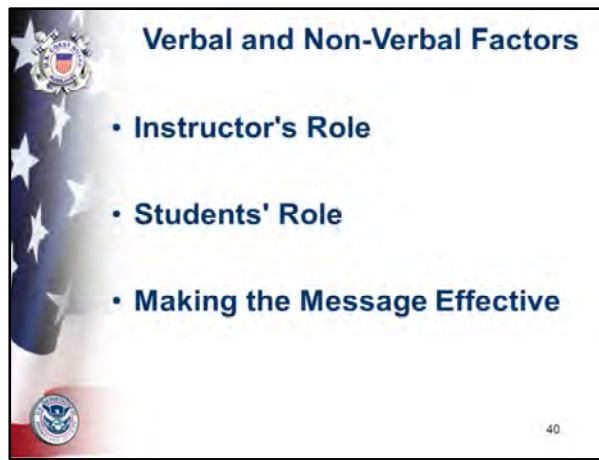 Verbal and Non-Verbal Factors
• Instructor's Role
• Students' Role
• Making the Message Effective
40